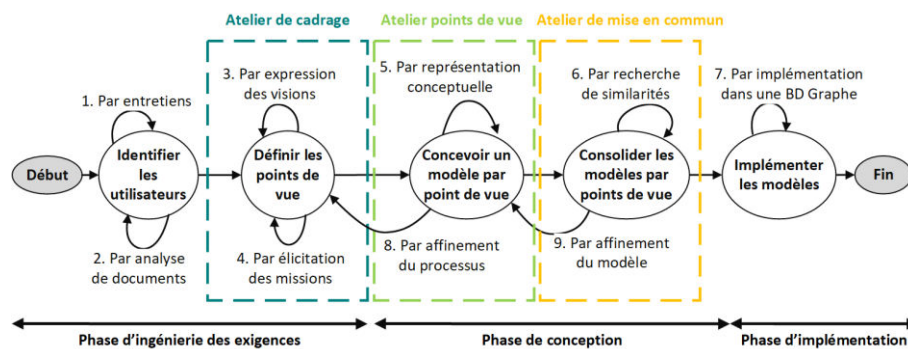 Atelier de cadrage
Atelier points de vue
Atelier de mise en commun
1. Par entretiens
3. Par expression
des visions
5. Par représentation
conceptuelle
6. Par recherche
de similarités
7. Par implémentation
dans une BD Graphe
Début
Identifier
les
utilisateurs
Définir les
points de
vue
Concevoir un
modèle par
point de vue
Consolider les
modèles par
points de vue
Implémenter
les modèles
Fin
2. Par analyse
de documents
4. Par élicitation
des missions
8. Par affinement
du processus
9. Par affinement
du modèle
Phase d'ingénierie des exigences
Phase de conception
Phase d'implémentation